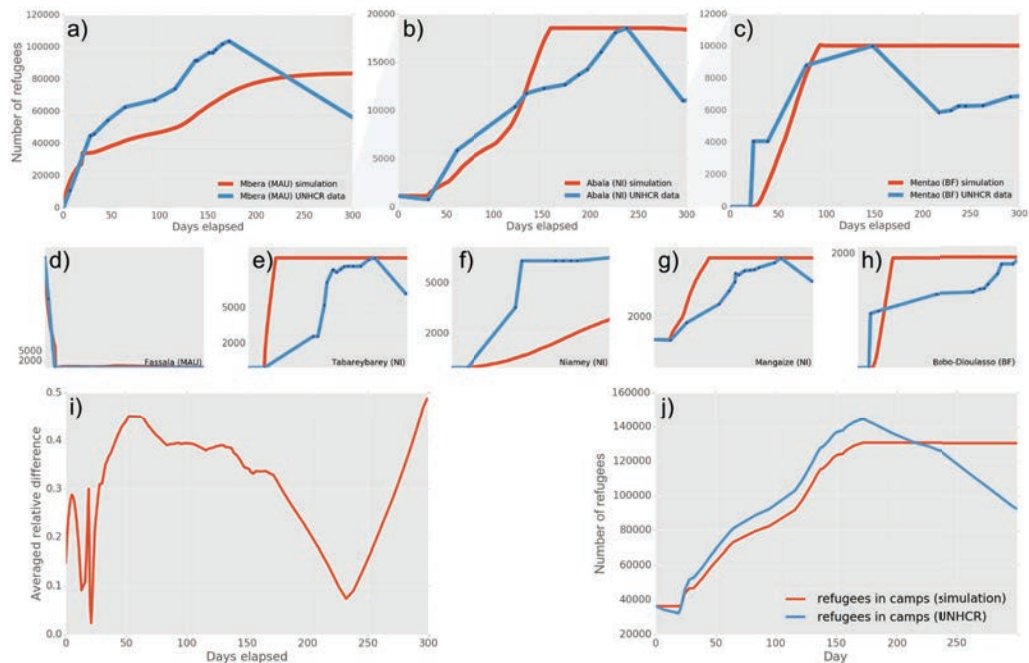 a)
Number of refugees
120000
100000
80000
60000
40000
20000
0
0 50 100 150 200 250 300
Days elapsed
Mbera (MAU) simulation
Mbera (MAU) UNHCR data
b)
20000
15000
10000
5000
0
0 50 100 150 200 250 300
Days elapsed
Abala (NI) simulation
Abala (NI) UNHCR data
c)
12000
10000
8000
6000
4000
2000
0
0 50 100 150 200 250 300
Days elapsed
Mentao (BF) simulation
Mentao (BF) UNHCR data
d)
5000
2000
Fassala (MAU)
e)
5000
2000
Tabareybarey (NI)
f)
5000
2000
Niamey (NI)
g)
2000
Mangaize (NI)
h)
2000
Bobo-Dioulasso (BF)
i)
Averaged relative difference
0.5
0.4
0.3
0.2
0.1
0.0
0 50 100 150 200 250 300
Days elapsed
j)
Number of refugees
160000
140000
120000
100000
80000
60000
40000
20000
0 50 100 150 200 250
Day
refugees in camps (simulation)
refugees in camps (UNHCR)